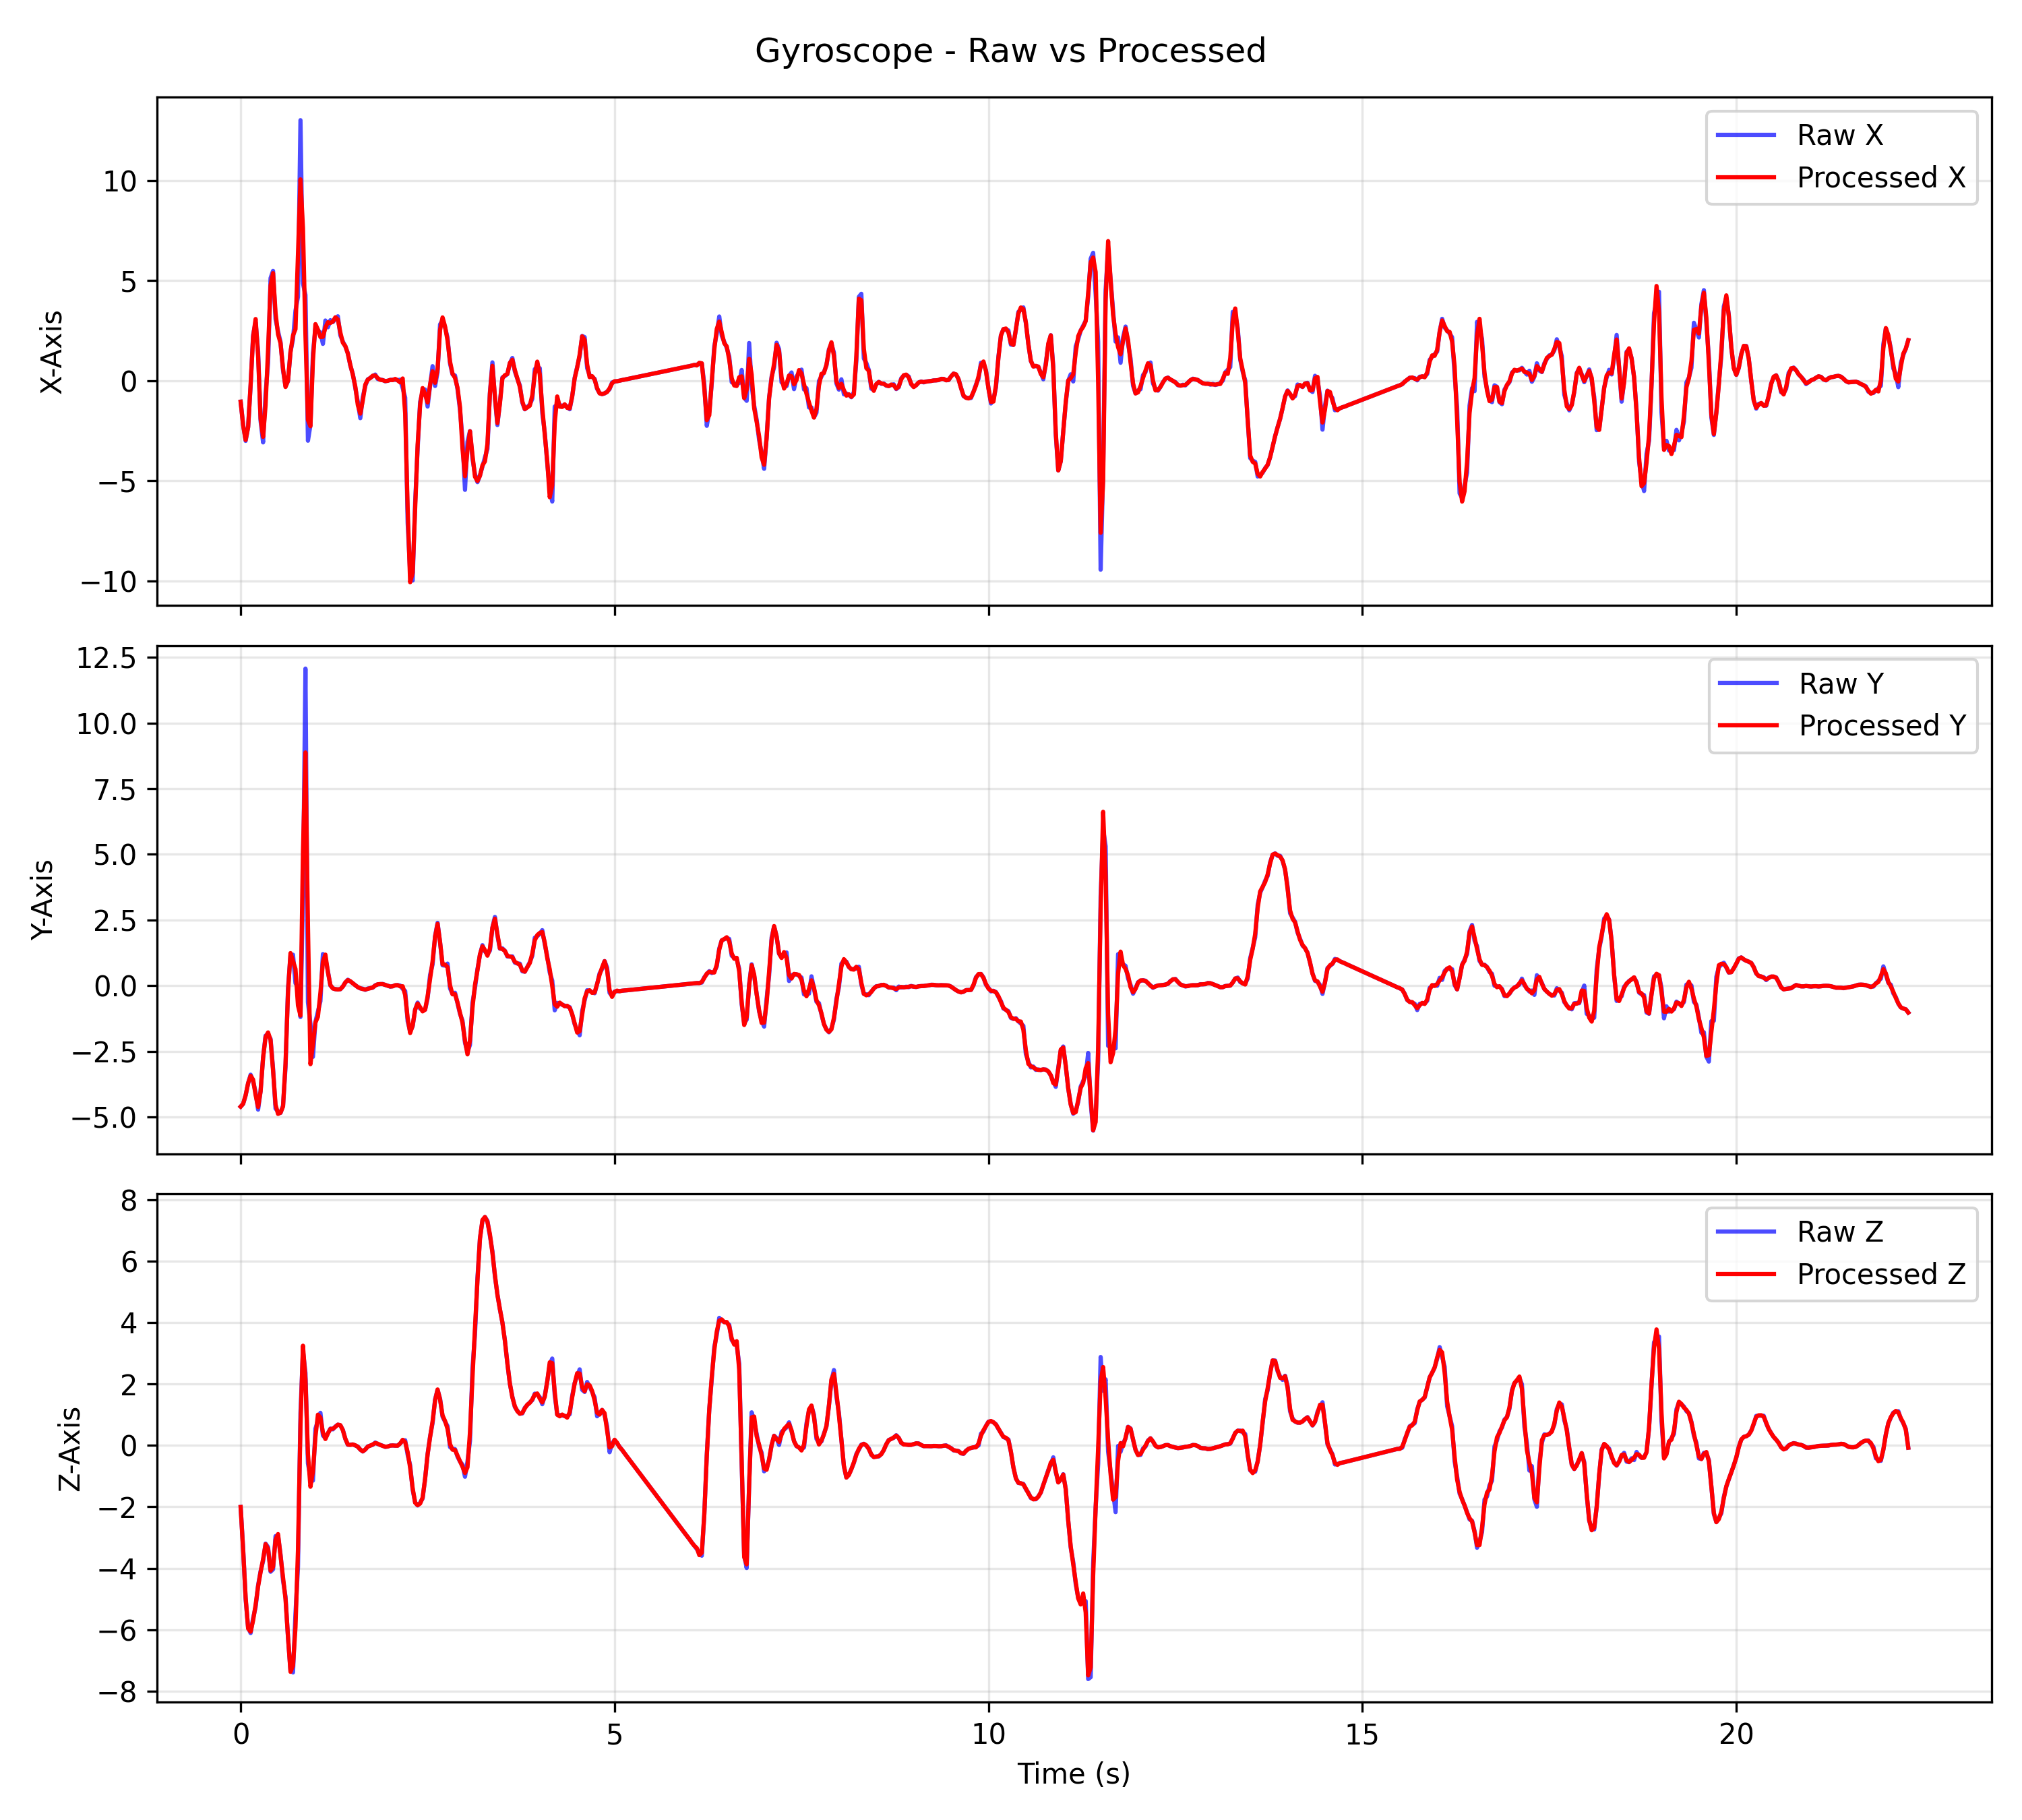 Gyroscope - Raw vs Processed
Raw X
Processed X
10
5
0
−5
−10
X-Axis
Raw Y
Processed Y
12.5
10.0
7.5
5.0
2.5
0.0
−2.5
−5.0
Y-Axis
Raw Z
Processed Z
8
6
4
2
0
−2
−4
−6
−8
Z-Axis
0 5 10 15 20
Time (s)